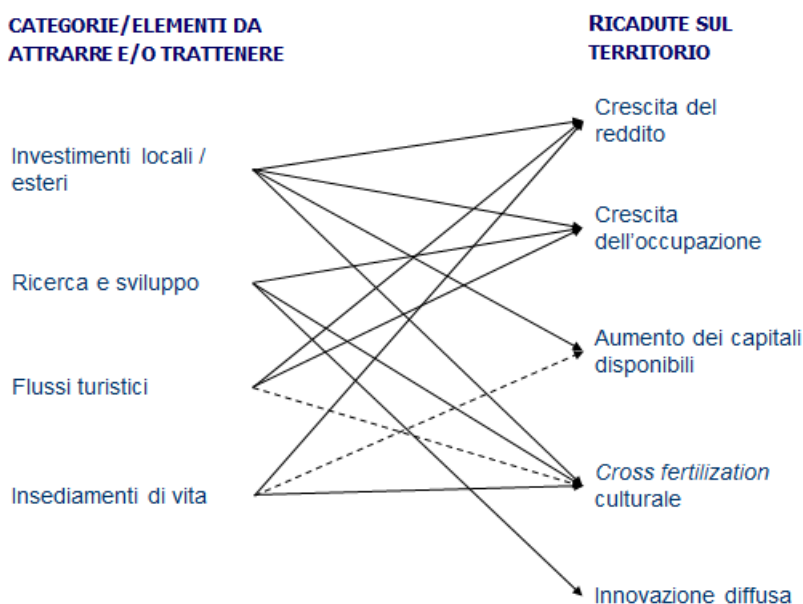 CATEGORIE/ELEMENTI DA
ATTRARRE E/O TRATTENERE
Investimenti locali /
esteri
Ricerca e sviluppo
Flussi turistici
Insediamenti di vita
RICADUTE SUL
TERRITORIO
Crescita del
reddito
Crescita
dell'occupazione
Aumento dei capitali
disponibili
Cross fertilization
culturale
Innovazione diffusa